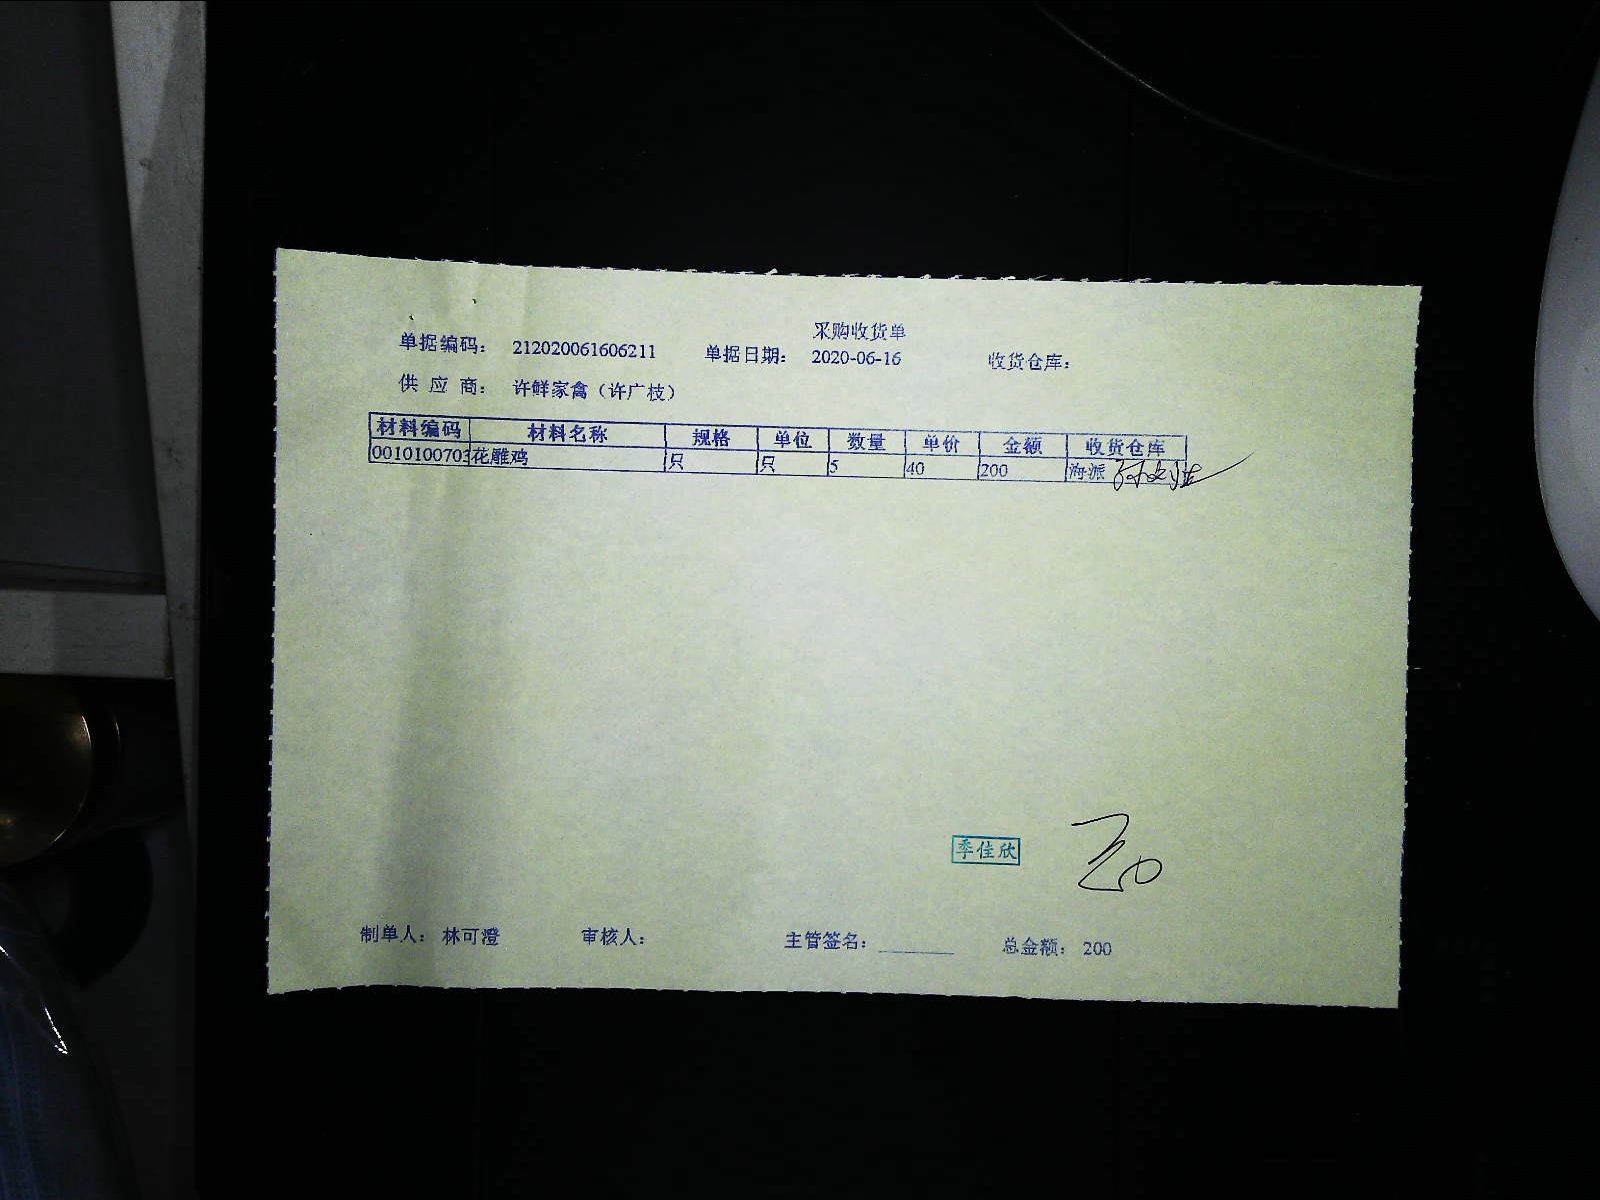 采购收货单
单据编码： 212020061606211 单据日期： 2020-06-16 收货仓库：
供 应 商： 许鲜家禽（许广枝）
材料编码 材料名称 规格 单位 数量 单价 金额 收货仓库
0010100703 花雕鸡 只 只 5 40 200 海派
季佳欣
制单人： 林可澄 审核人： 主管签名： 总金额： 200